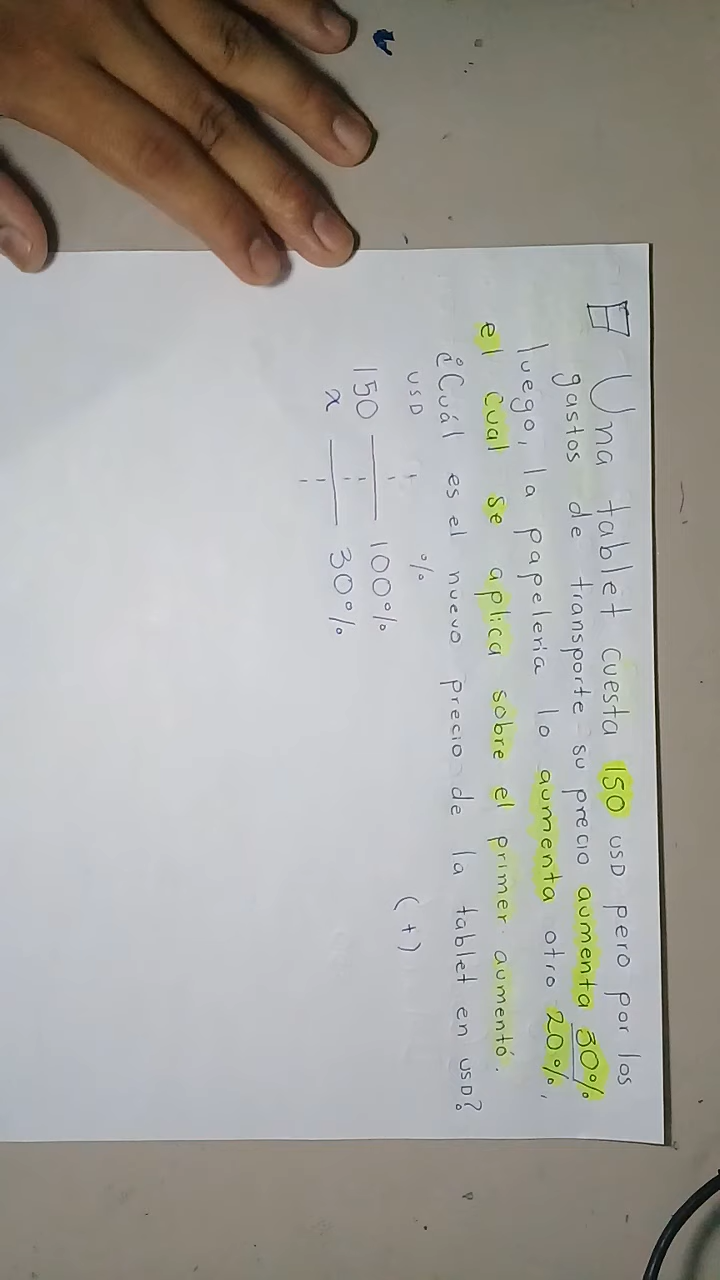 Una tablet cuesta 150 USD pero por los
gastos de transporte su precio aumenta 30%
luego, la papelería lo aumenta otro 20%,
el cual se aplica sobre el primer aumentó.
¿Cuál es el nuevo precio de la tablet en USD?
USD % (+)
150 — 100%
x — 30%